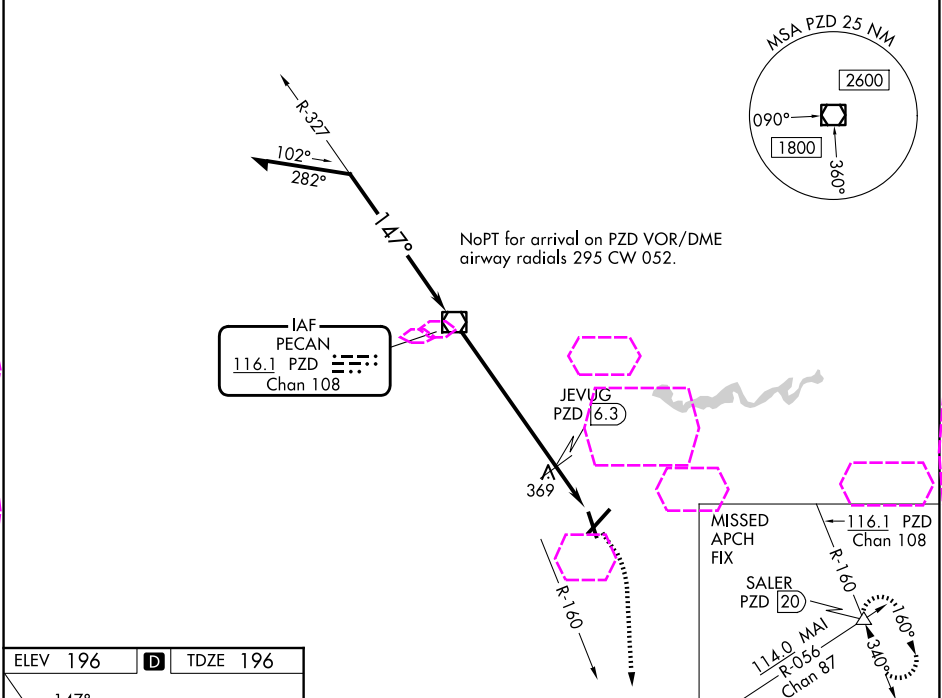 MSA PZD 25 NM
2600
090°
1800
360°
R-327
102°
282°
147°
NoPT for arrival on PZD VOR/DME
airway radials 295 CW 052.
IAF
PECAN
116.1 PZD
Chan 108
JEVUG
PZD 6.3
369
R-160
MISSED
APCH
FIX
116.1 PZD
Chan 108
R-160
SALER
PZD 20
114.0 MAI
R-056
Chan 87
160°
340°
ELEV 196
D
TDZE 196
147°